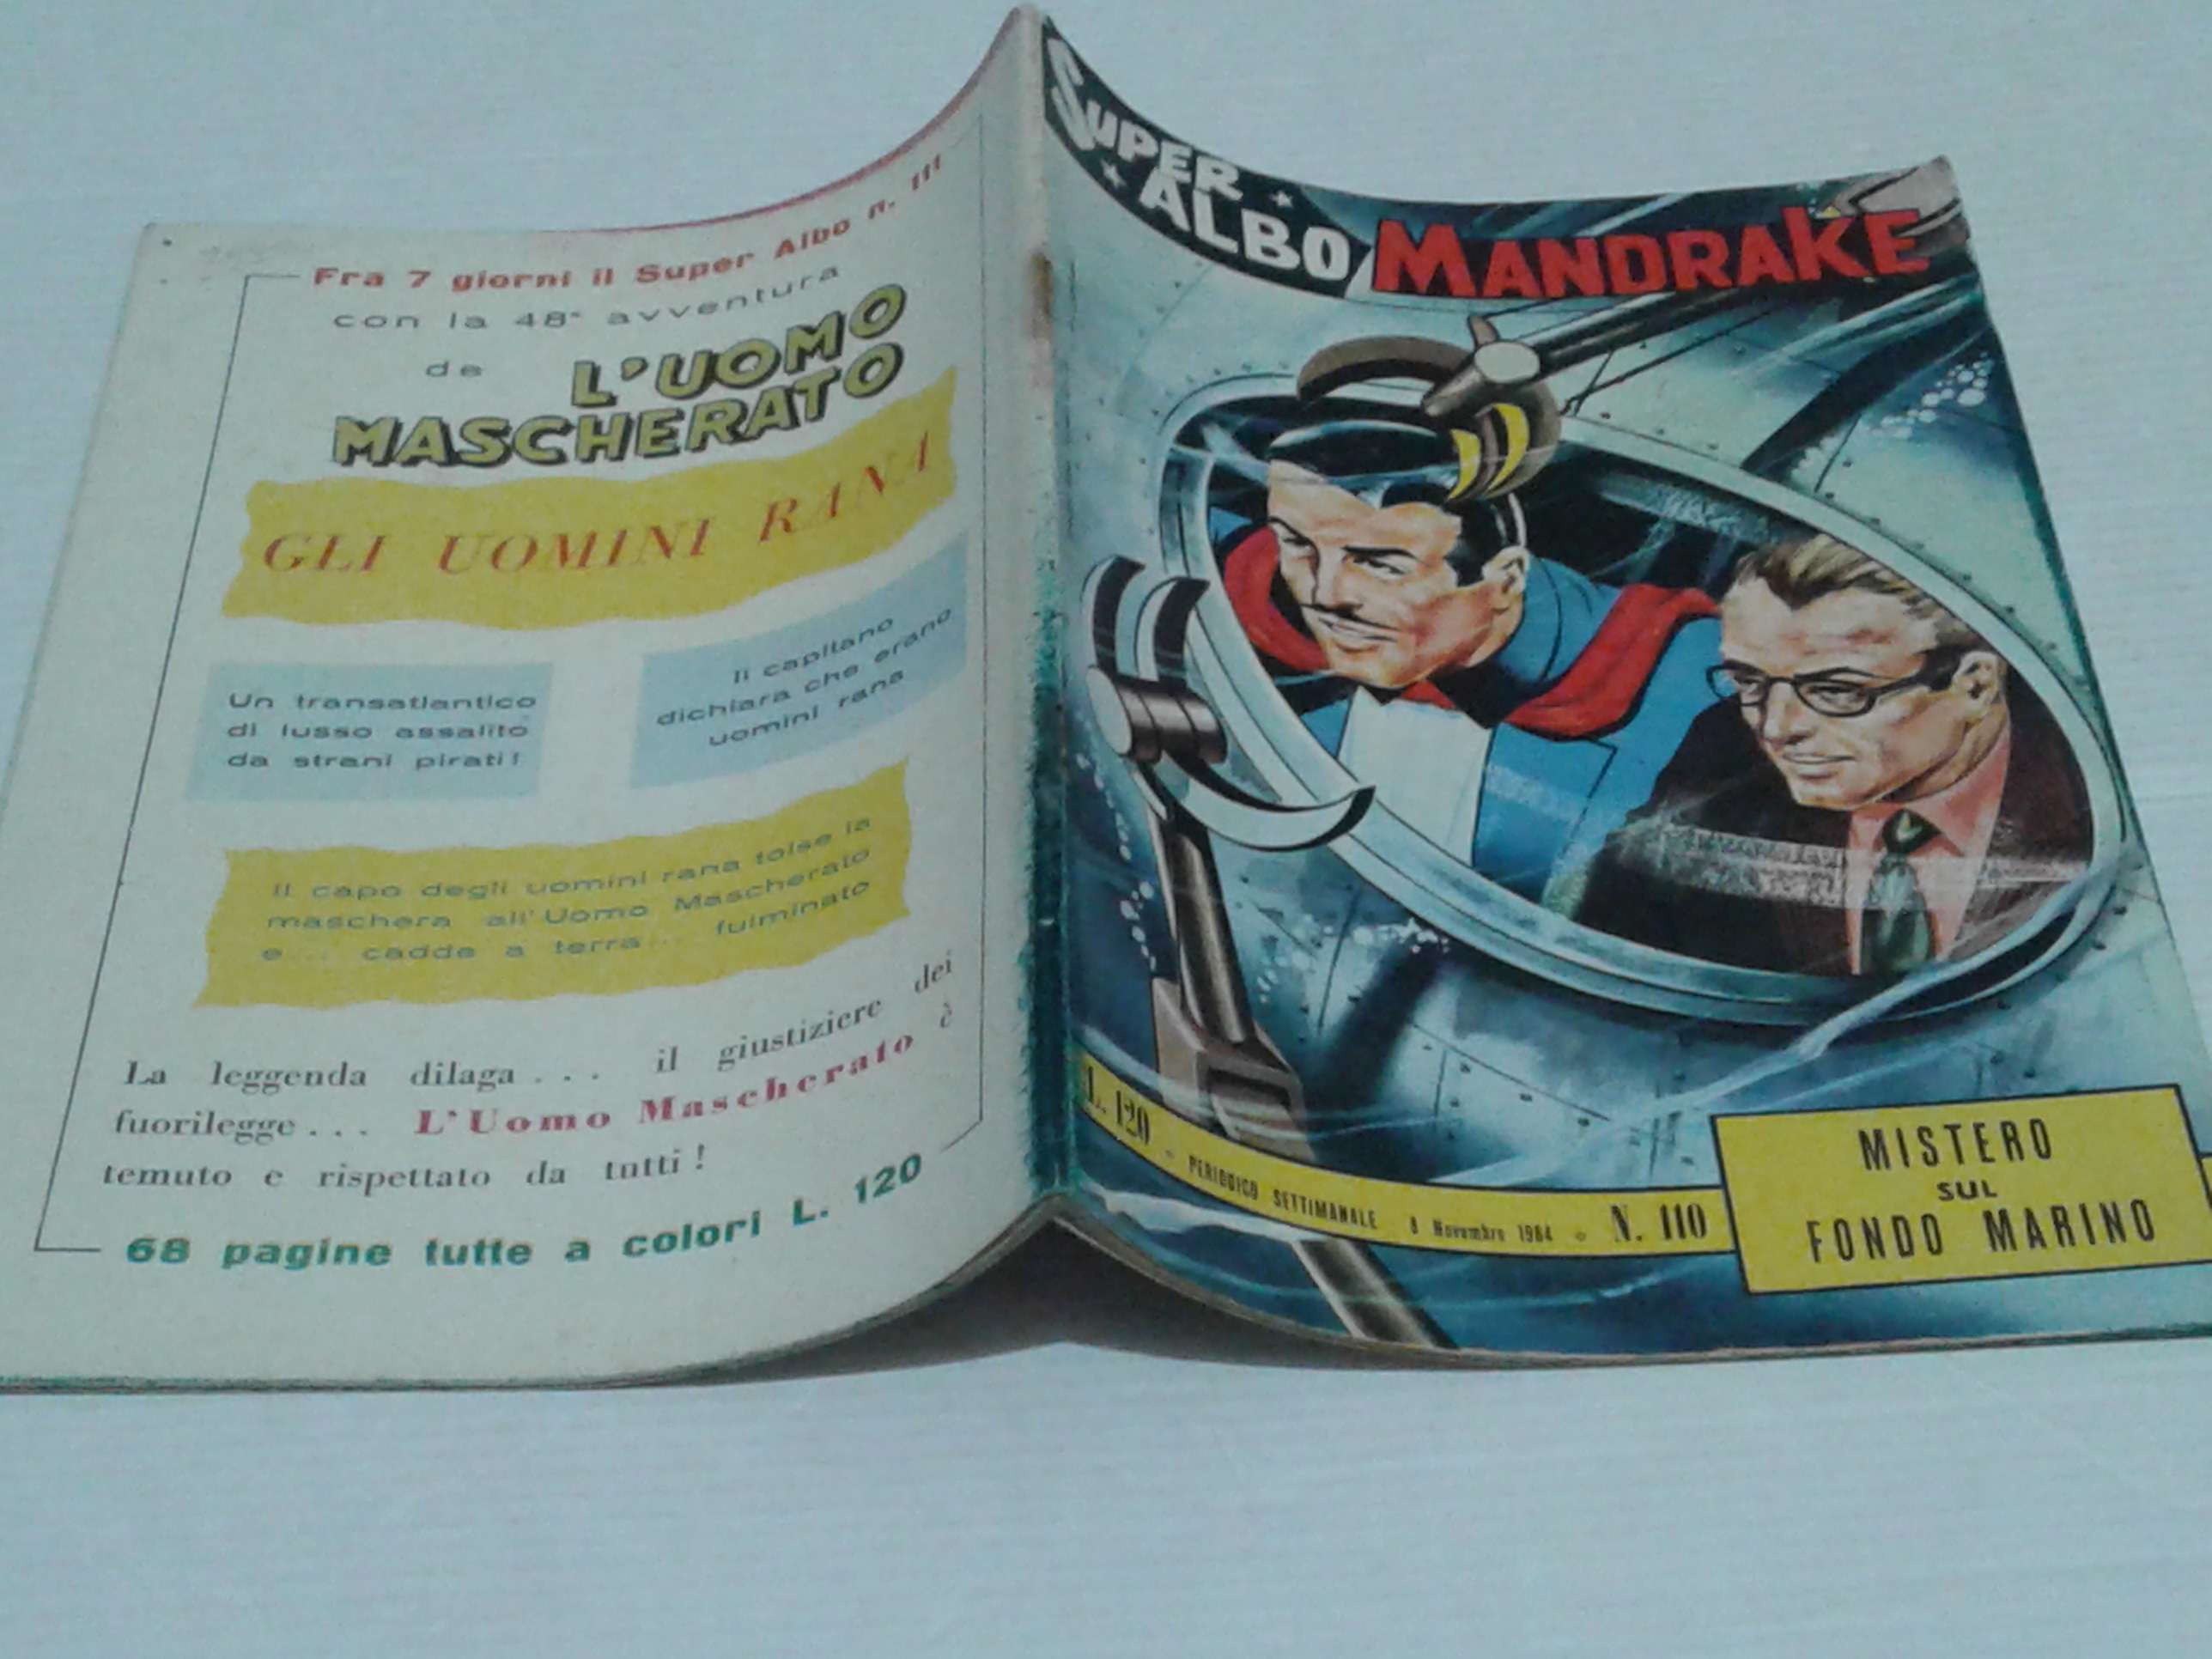 Fra 7 giorni il Super Albo n. 111
con la 48ª avventura
de L'UOMO
MASCHERATO
GLI UOMINI RANA
Un transatlantico
di lusso assalito
da strani pirati!
Il capitano
dichiara che erano
uomini rana
Il capo degli uomini rana tolse la
maschera all'Uomo Mascherato
e... cadde a terra... fulminato
La leggenda dilaga... il giustiziere dei
fuorilegge... L'Uomo Mascherato è
temuto e rispettato da tutti!
68 pagine tutte a colori L. 120
SUPER
ALBO MANDRAKE
L. 120 - PERIODICO SETTIMANALE 8 Novembre 1964 - N. 110
MISTERO
SUL
FONDO MARINO